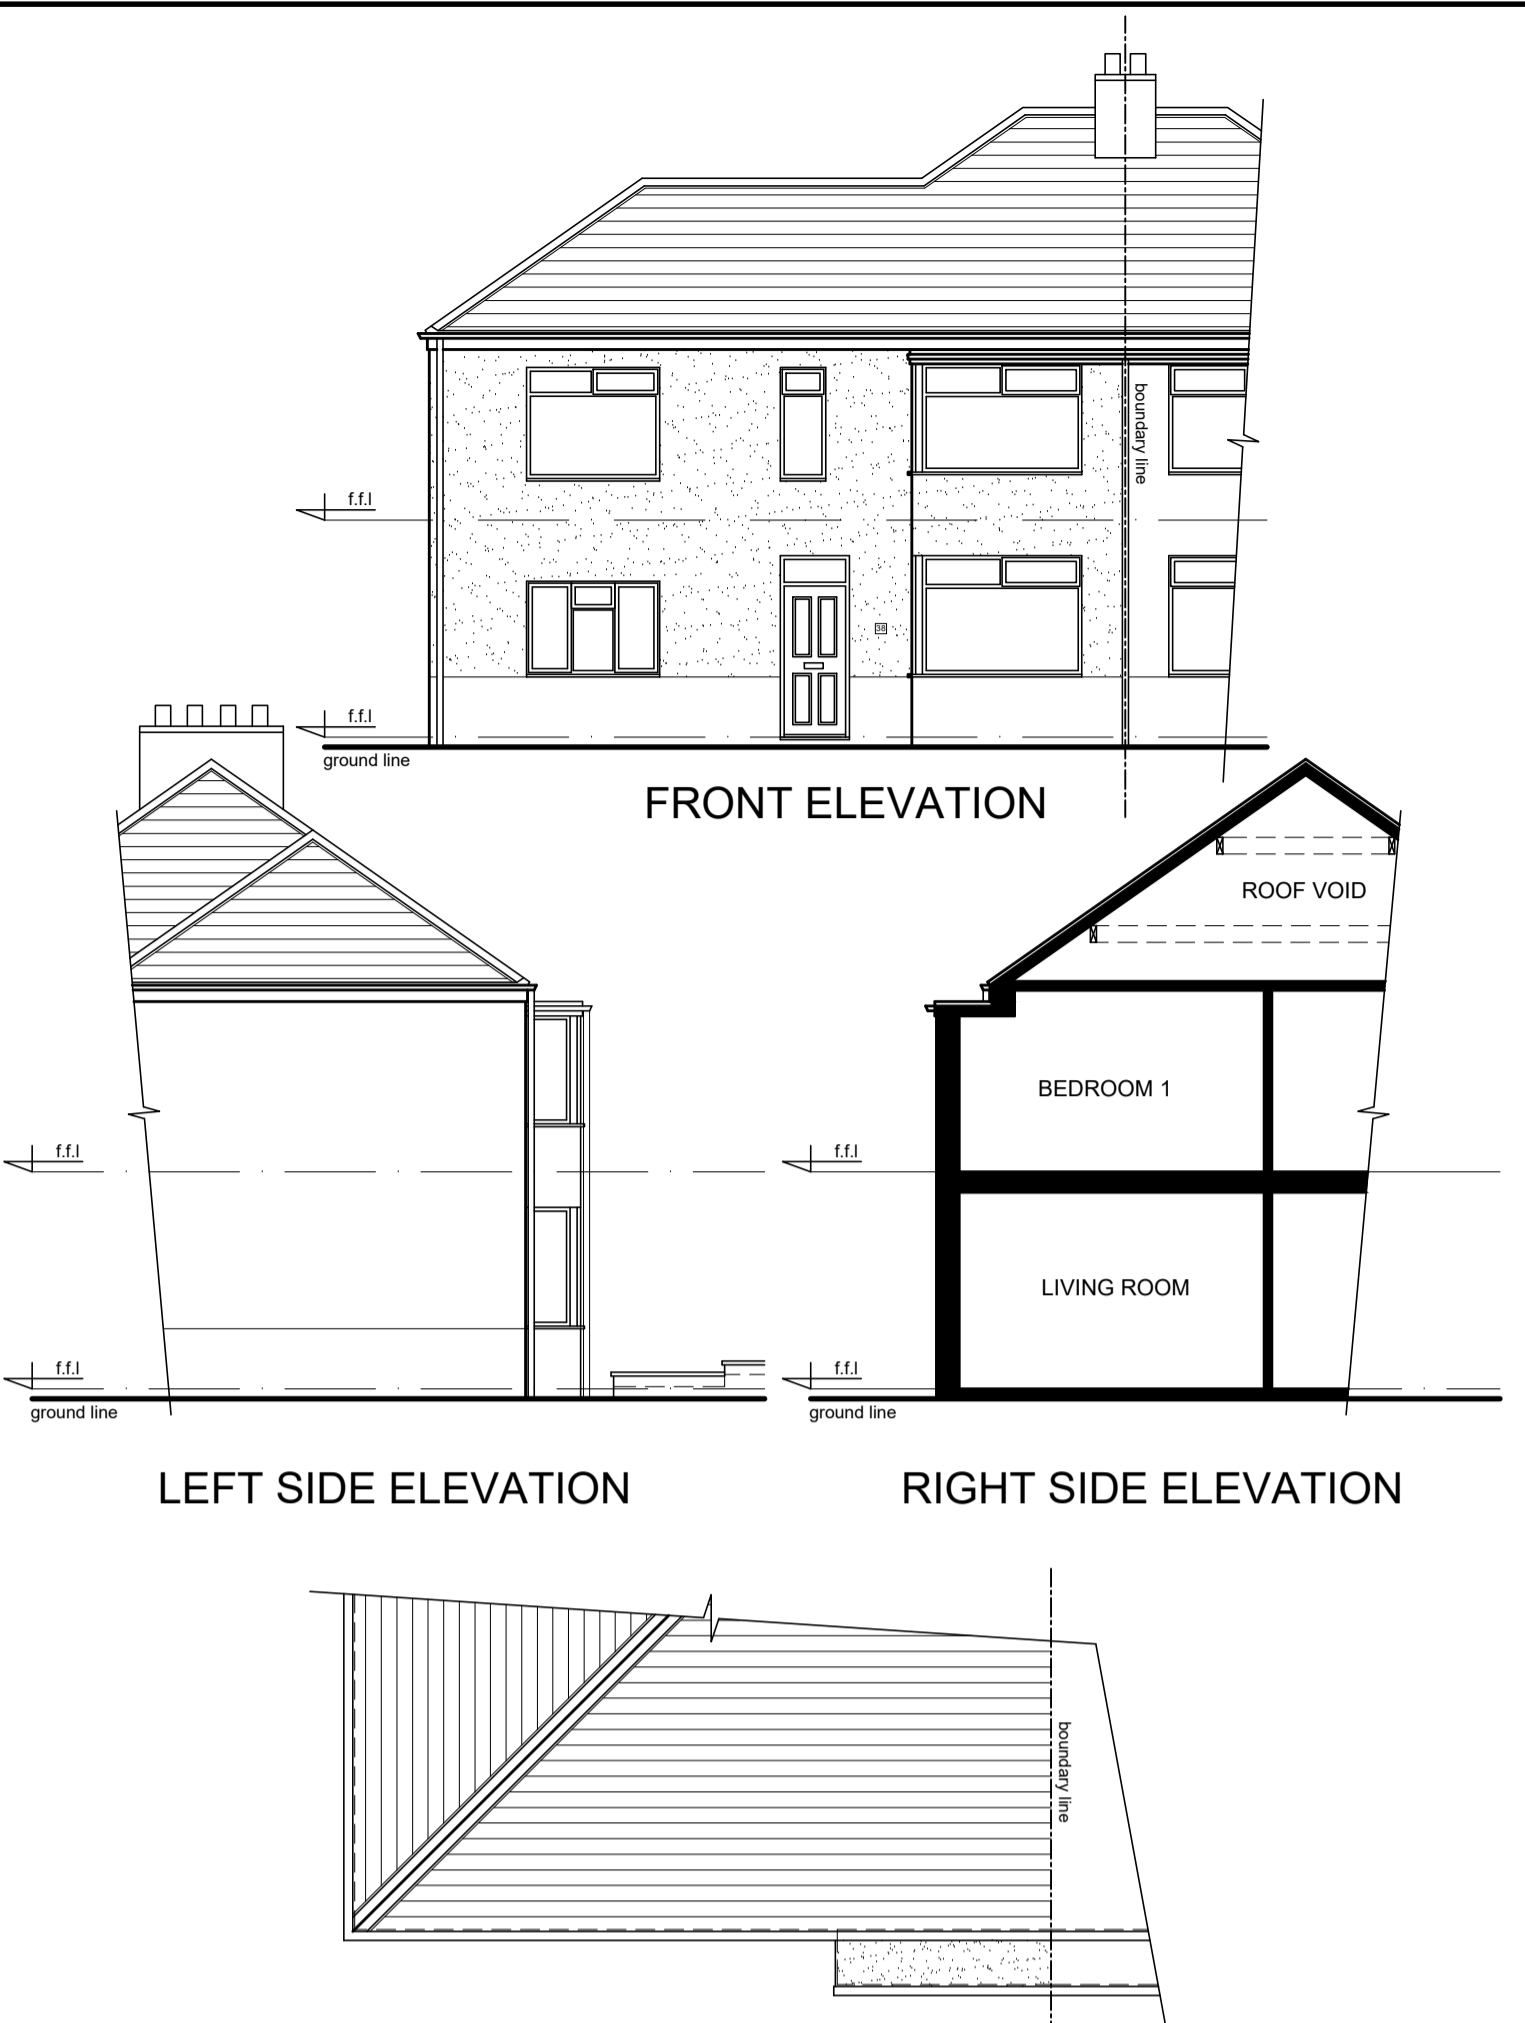 boundary line
f.f.l
38
f.f.l
ground line
FRONT ELEVATION
ROOF VOID
BEDROOM 1
f.f.l
f.f.l
LIVING ROOM
f.f.l
f.f.l
ground line
ground line
LEFT SIDE ELEVATION
RIGHT SIDE ELEVATION
boundary line